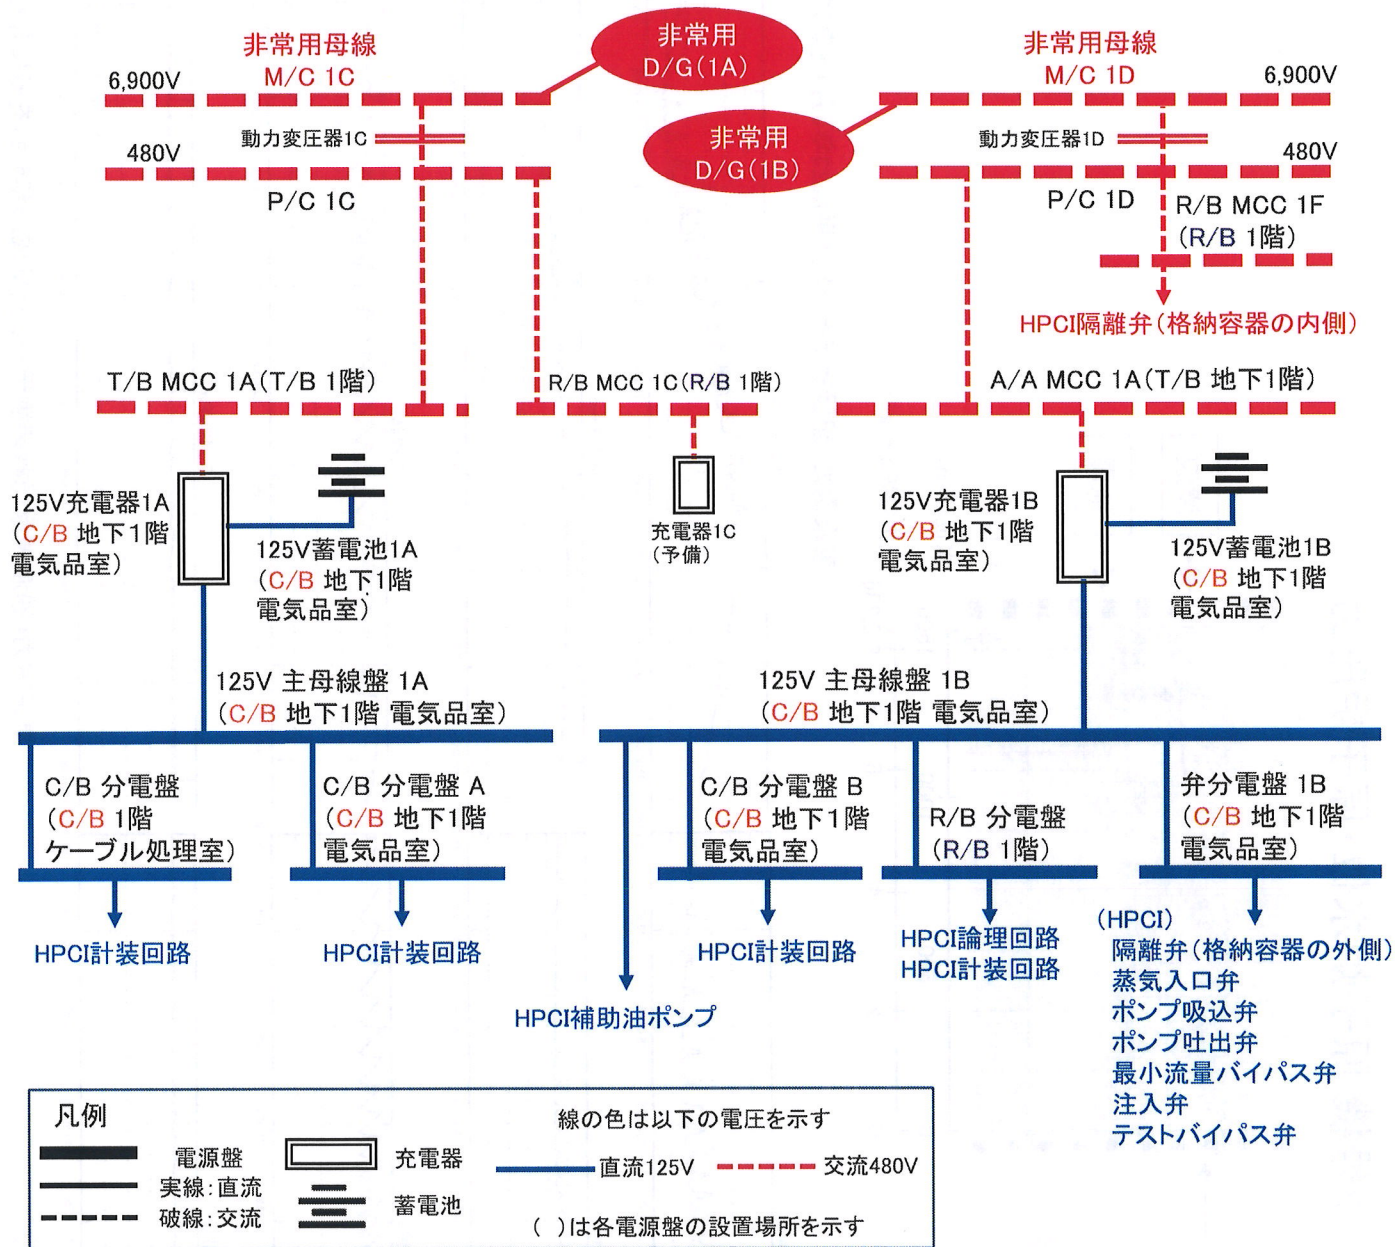 非常用母線
M/C 1C
6,900V
非常用
D/G(1A)
動力変圧器1C
480V
P/C 1C
非常用母線
M/C 1D
6,900V
非常用
D/G(1B)
動力変圧器1D
480V
P/C 1D
R/B MCC 1F
(R/B 1階)
HPCI隔離弁(格納容器の内側)
T/B MCC 1A(T/B 1階)
R/B MCC 1C(R/B 1階)
A/A MCC 1A(T/B 地下1階)
125V充電器1A
(C/B 地下1階
電気品室)
125V蓄電池1A
(C/B 地下1階
電気品室)
充電器1C
(予備)
125V充電器1B
(C/B 地下1階
電気品室)
125V蓄電池1B
(C/B 地下1階
電気品室)
125V 主母線盤 1A
(C/B 地下1階 電気品室)
125V 主母線盤 1B
(C/B 地下1階 電気品室)
C/B 分電盤
(C/B 1階
ケーブル処理室)
C/B 分電盤 A
(C/B 地下1階
電気品室)
C/B 分電盤 B
(C/B 地下1階
電気品室)
R/B 分電盤
(R/B 1階)
弁分電盤 1B
(C/B 地下1階
電気品室)
HPCI計装回路
HPCI計装回路
HPCI補助油ポンプ
HPCI計装回路
HPCI論理回路
HPCI計装回路
(HPCI)
隔離弁(格納容器の外側)
蒸気入口弁
ポンプ吸込弁
ポンプ吐出弁
最小流量バイパス弁
注入弁
テストバイパス弁
凡例
電源盤
実線:直流
破線:交流
充電器
蓄電池
線の色は以下の電圧を示す
直流125V
交流480V
( )は各電源盤の設置場所を示す